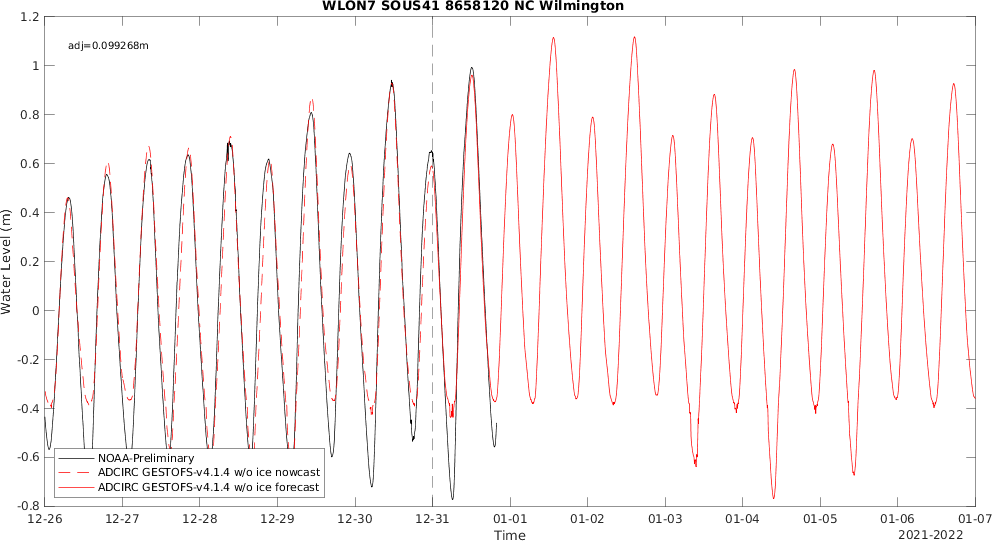 WLON7 SOUS41 8658120 NC Wilmington
adj=0.099268m
1.2
1
0.8
0.6
0.4
0.2
0
-0.2
-0.4
-0.6
-0.8
Water Level (m)
NOAA-Preliminary
ADCIRC GESTOFS-v4.1.4 w/o ice nowcast
ADCIRC GESTOFS-v4.1.4 w/o ice forecast
12-26 12-27 12-28 12-29 12-30 12-31 01-01 01-02 01-03 01-04 01-05 01-06 01-07
Time
2021-2022